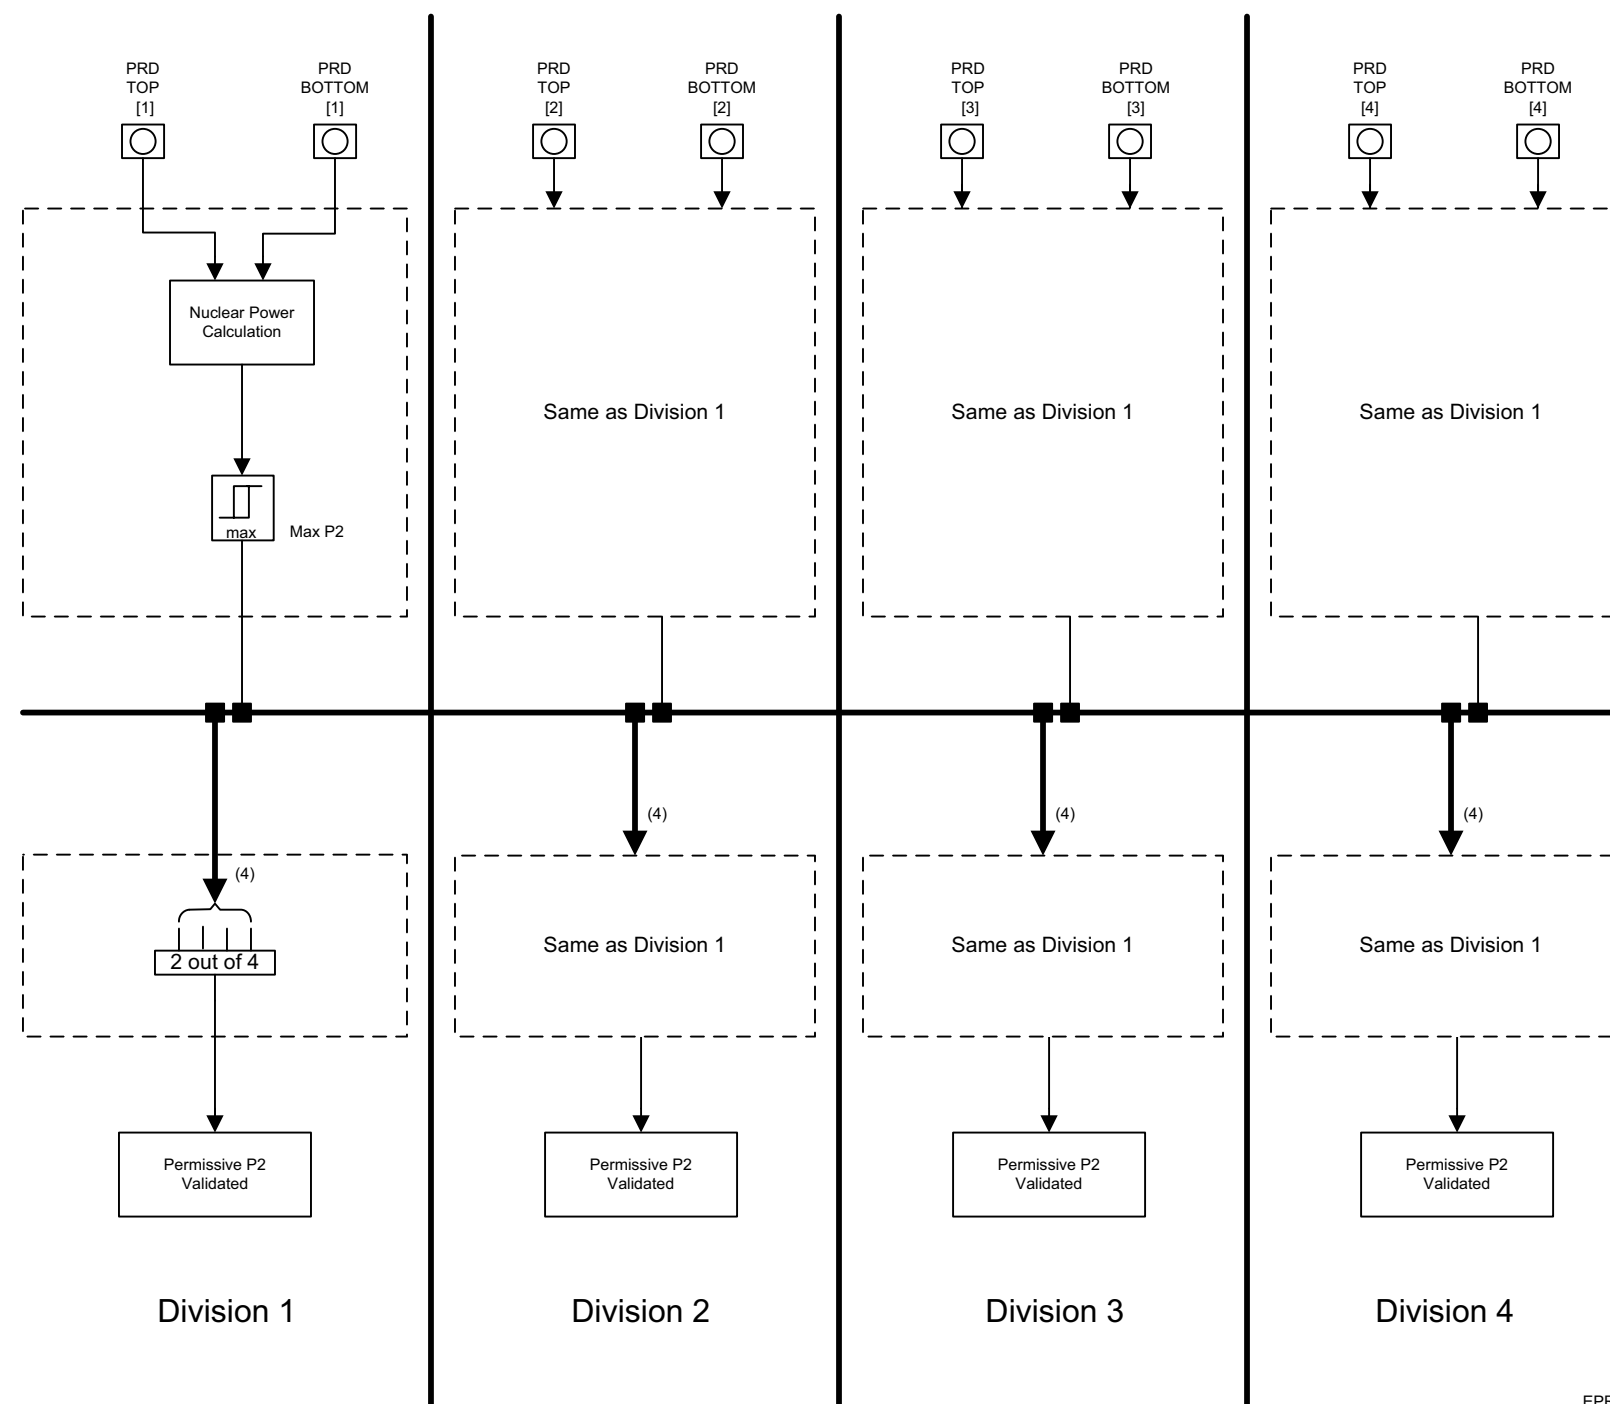 PRD
TOP
[1]
PRD
BOTTOM
[1]
PRD
TOP
[2]
PRD
BOTTOM
[2]
PRD
TOP
[3]
PRD
BOTTOM
[3]
PRD
TOP
[4]
PRD
BOTTOM
[4]
Nuclear Power
Calculation
max
Max P2
Same as Division 1
Same as Division 1
Same as Division 1
(4)
(4)
(4)
(4)
2 out of 4
Same as Division 1
Same as Division 1
Same as Division 1
Permissive P2
Validated
Permissive P2
Validated
Permissive P2
Validated
Permissive P2
Validated
Division 1
Division 2
Division 3
Division 4